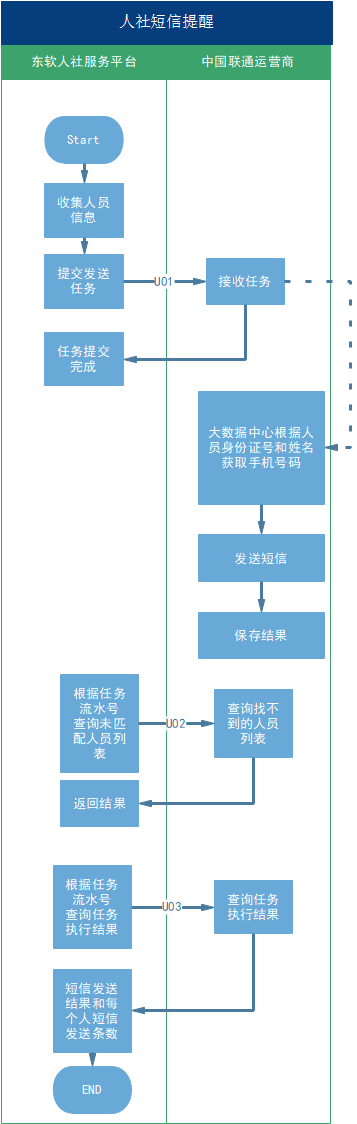 人社短信提醒
东软人社服务平台
中国联通运营商
Start
收集人员
信息
提交发送
任务
U01
接收任务
任务提交
完成
大数据中心根据人
员身份证号和姓名
获取手机号码
发送短信
保存结果
根据任务
流水号
查询未匹
配人员列
表
U02
查询找不
到的人员
列表
返回结果
根据任务
流水号
查询任务
执行结果
U03
查询任务
执行结果
短信发送
结果和每
个人短信
发送条数
END